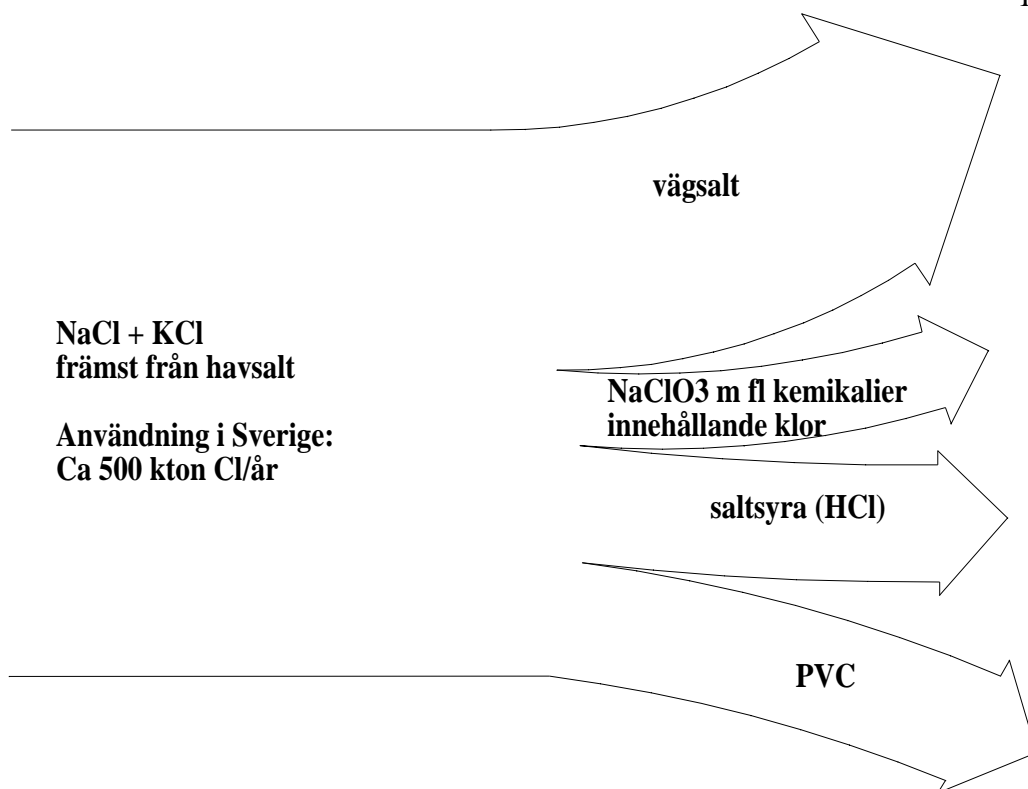 vägsalt
NaCl + KCl
främst från havsalt
Användning i Sverige:
Ca 500 kton Cl/år
NaClO3 m fl kemikalier
innehållande klor
saltsyra (HCl)
PVC